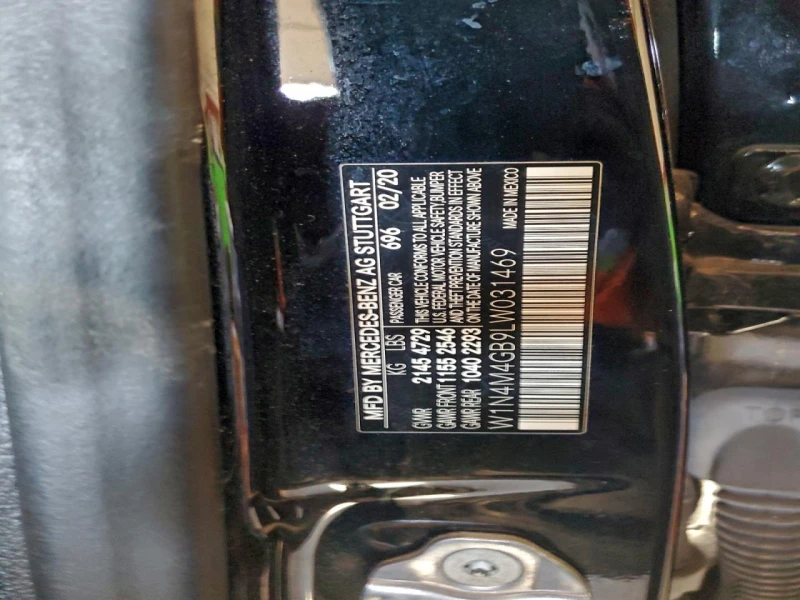 MFD BY MERCEDES-BENZ AG STUTTGART
KG LBS PASSENGER CAR 696 02/20
GVWR 2145 4729 THIS VEHICLE CONFORMS TO ALL APPLICABLE
GAWR FRONT 1155 2546 U.S. FEDERAL MOTOR VEHICLE SAFETY, BUMPER
GAWR REAR 1040 2293 AND THEFT PREVENTION STANDARDS IN EFFECT
ON DATE OF MANUFACTURE SHOWN ABOVE
W1N4M4GB9LW031469 MADE IN MEXICO